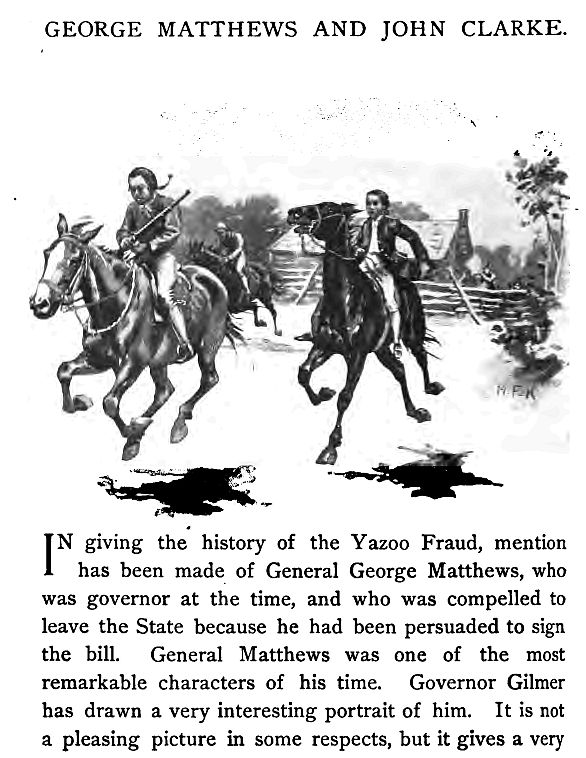 GEORGE MATTHEWS AND JOHN CLARKE.
IN giving the history of the Yazoo Fraud, mention
has been made of General George Matthews, who
was governor at the time, and who was compelled to
leave the State because he had been persuaded to sign
the bill. General Matthews was one of the most
remarkable characters of his time. Governor Gilmer
has drawn a very interesting portrait of him. It is not
a pleasing picture in some respects, but it gives a very